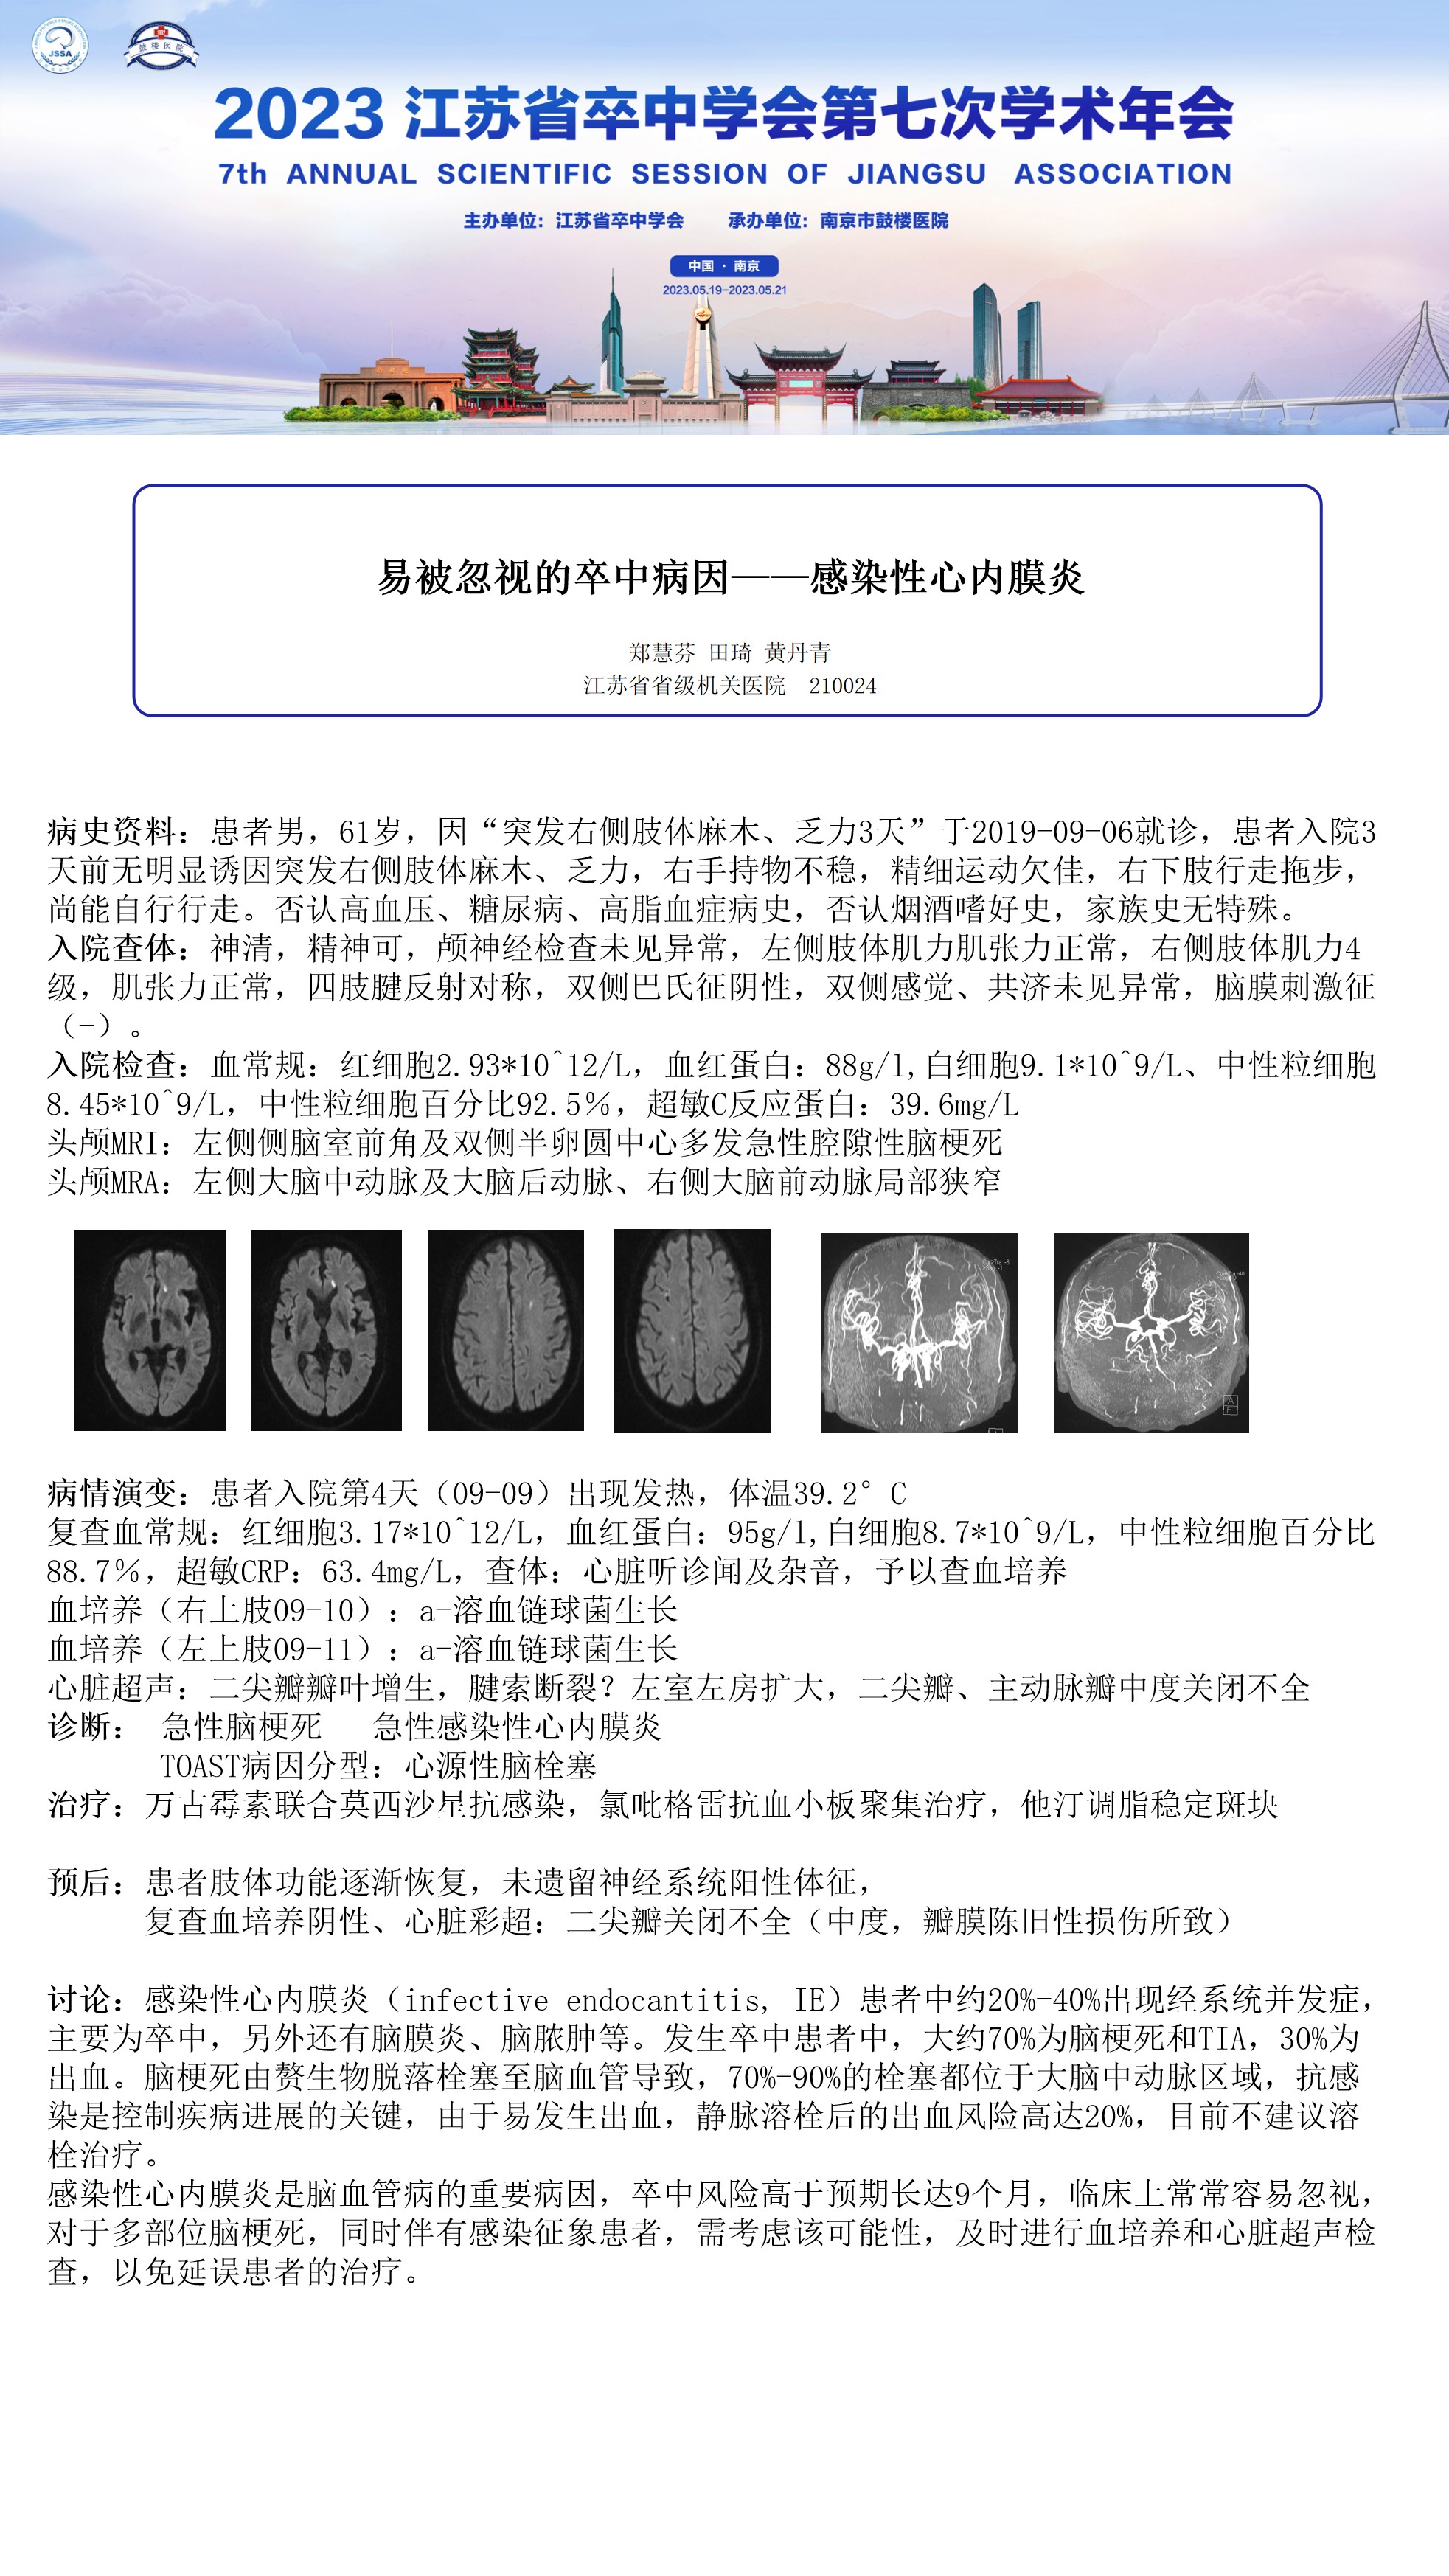 JSSA
鼓楼医院
2023 江苏省卒中学会第七次学术年会
7th ANNUAL SCIENTIFIC SESSION OF JIANGSU ASSOCIATION
主办单位：江苏省卒中学会 承办单位：南京市鼓楼医院
中国 · 南京
2023.05.19-2023.05.21
易被忽视的卒中病因——感染性心内膜炎
郑慧芬 田琦 黄丹青
江苏省省级机关医院 210024
病史资料：患者男，61岁，因“突发右侧肢体麻木、乏力3天”于2019-09-06就诊，患者入院3
天前无明显诱因突发右侧肢体麻木、乏力，右手持物不稳，精细运动欠佳，右下肢行走拖步，
尚能自行行走。否认高血压、糖尿病、高脂血症病史，否认烟酒嗜好史，家族史无特殊。
入院查体：神清，精神可，颅神经检查未见异常，左侧肢体肌力肌张力正常，右侧肢体肌力4
级，肌张力正常，四肢腱反射对称，双侧巴氏征阴性，双侧感觉、共济未见异常，脑膜刺激征
（-）。
入院检查：血常规：红细胞2.93*10^12/L，血红蛋白：88g/l,白细胞9.1*10^9/L、中性粒细胞
8.45*10^9/L，中性粒细胞百分比92.5％，超敏C反应蛋白：39.6mg/L
头颅MRI：左侧侧脑室前角及双侧半卵圆中心多发急性腔隙性脑梗死
头颅MRA：左侧大脑中动脉及大脑后动脉、右侧大脑前动脉局部狭窄
病情演变：患者入院第4天（09-09）出现发热，体温39.2°C
复查血常规：红细胞3.17*10^12/L，血红蛋白：95g/l,白细胞8.7*10^9/L，中性粒细胞百分比
88.7％，超敏CRP：63.4mg/L，查体：心脏听诊闻及杂音，予以查血培养
血培养（右上肢09-10）：a-溶血链球菌生长
血培养（左上肢09-11）：a-溶血链球菌生长
心脏超声：二尖瓣瓣叶增生，腱索断裂？左室左房扩大，二尖瓣、主动脉瓣中度关闭不全
诊断： 急性脑梗死 急性感染性心内膜炎
TOAST病因分型：心源性脑栓塞
治疗：万古霉素联合莫西沙星抗感染，氯吡格雷抗血小板聚集治疗，他汀调脂稳定斑块
预后：患者肢体功能逐渐恢复，未遗留神经系统阳性体征，
复查血培养阴性、心脏彩超：二尖瓣关闭不全（中度，瓣膜陈旧性损伤所致）
讨论：感染性心内膜炎（infective endocantitis, IE）患者中约20%-40%出现经系统并发症，
主要为卒中，另外还有脑膜炎、脑脓肿等。发生卒中患者中，大约70%为脑梗死和TIA，30%为
出血。脑梗死由赘生物脱落栓塞至脑血管导致，70%-90%的栓塞都位于大脑中动脉区域，抗感
染是控制疾病进展的关键，由于易发生出血，静脉溶栓后的出血风险高达20%，目前不建议溶
栓治疗。
感染性心内膜炎是脑血管病的重要病因，卒中风险高于预期长达9个月，临床上常常容易忽视，
对于多部位脑梗死，同时伴有感染征象患者，需考虑该可能性，及时进行血培养和心脏超声检
查，以免延误患者的治疗。